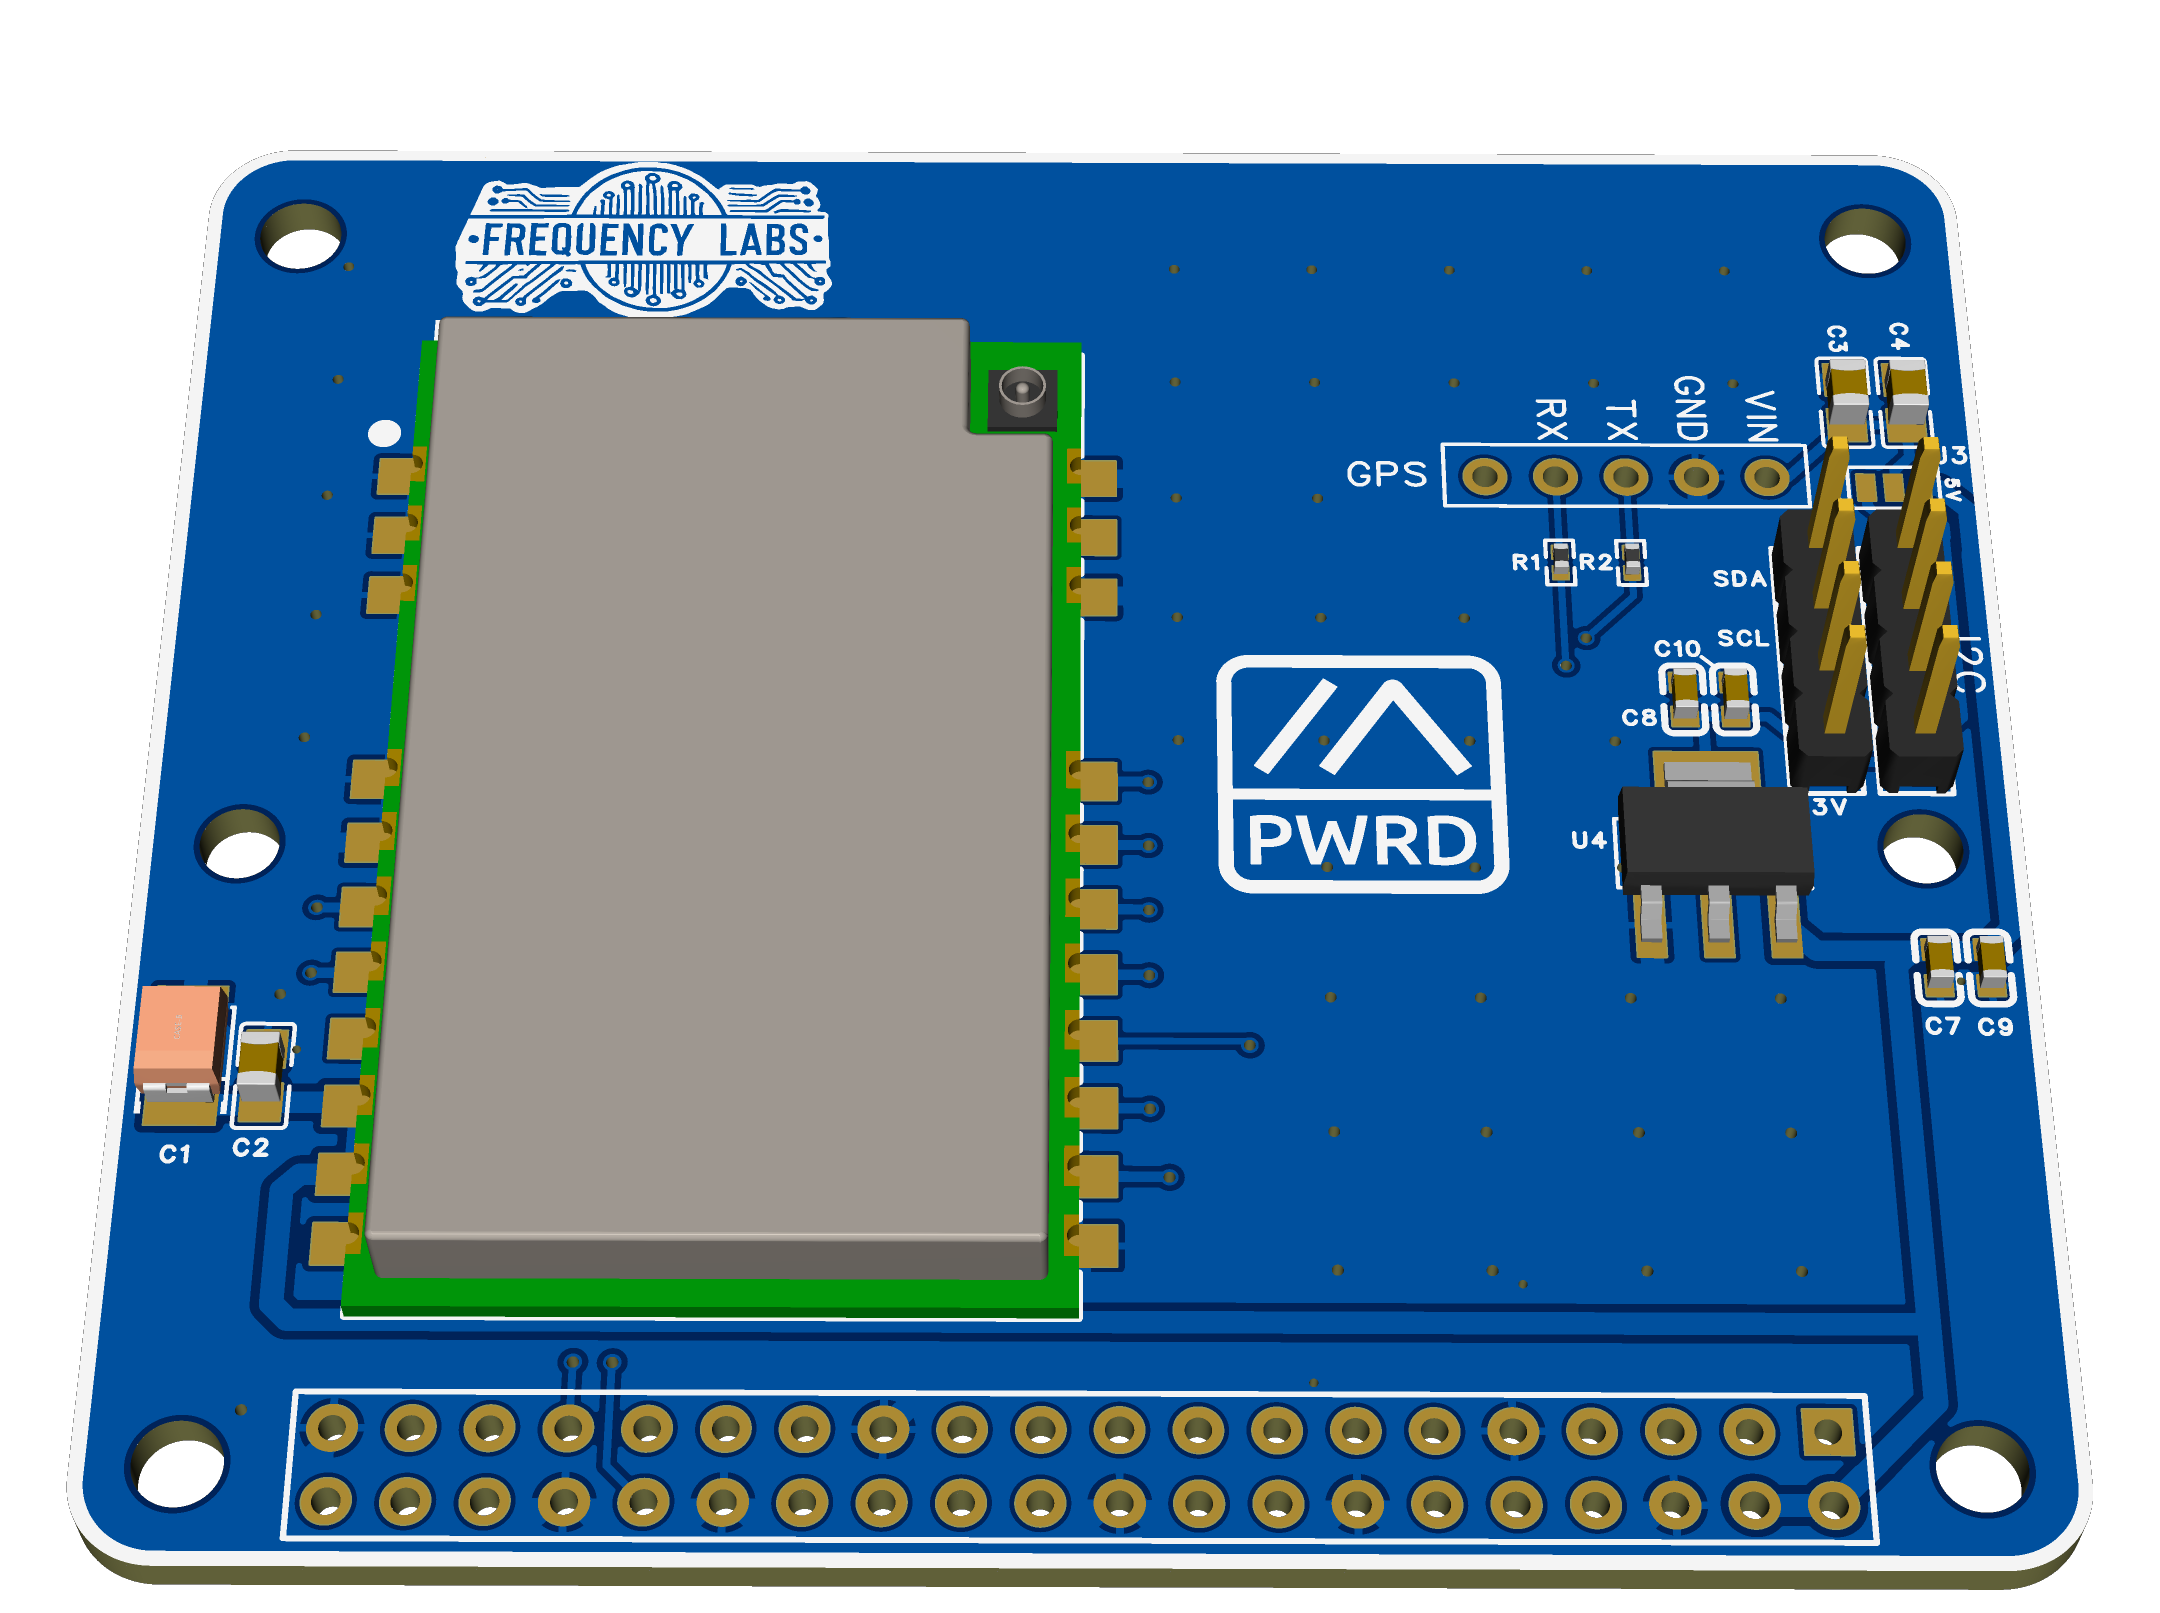 FREQUENCY LABS
C3
C4
RX
TX
GND
VIN
GPS
J3
5V
R1
R2
SDA
SCL
I2C
C10
C8
3V
U4
PWRD
C7
C9
C1
C2